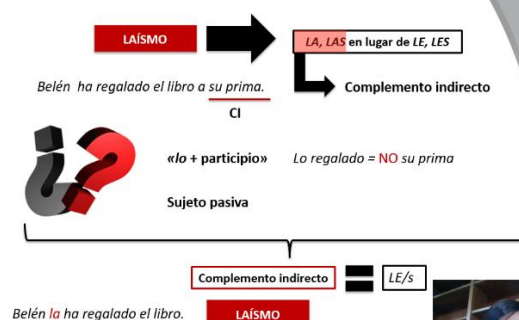 LAÍSMO
LA, LAS en lugar de LE, LES
Belén ha regalado el libro a su prima.
Complemento indirecto
CI
«lo + participio» Lo regalado = NO su prima
Sujeto pasiva
Complemento indirecto = LE/s
Belén la ha regalado el libro.
LAÍSMO